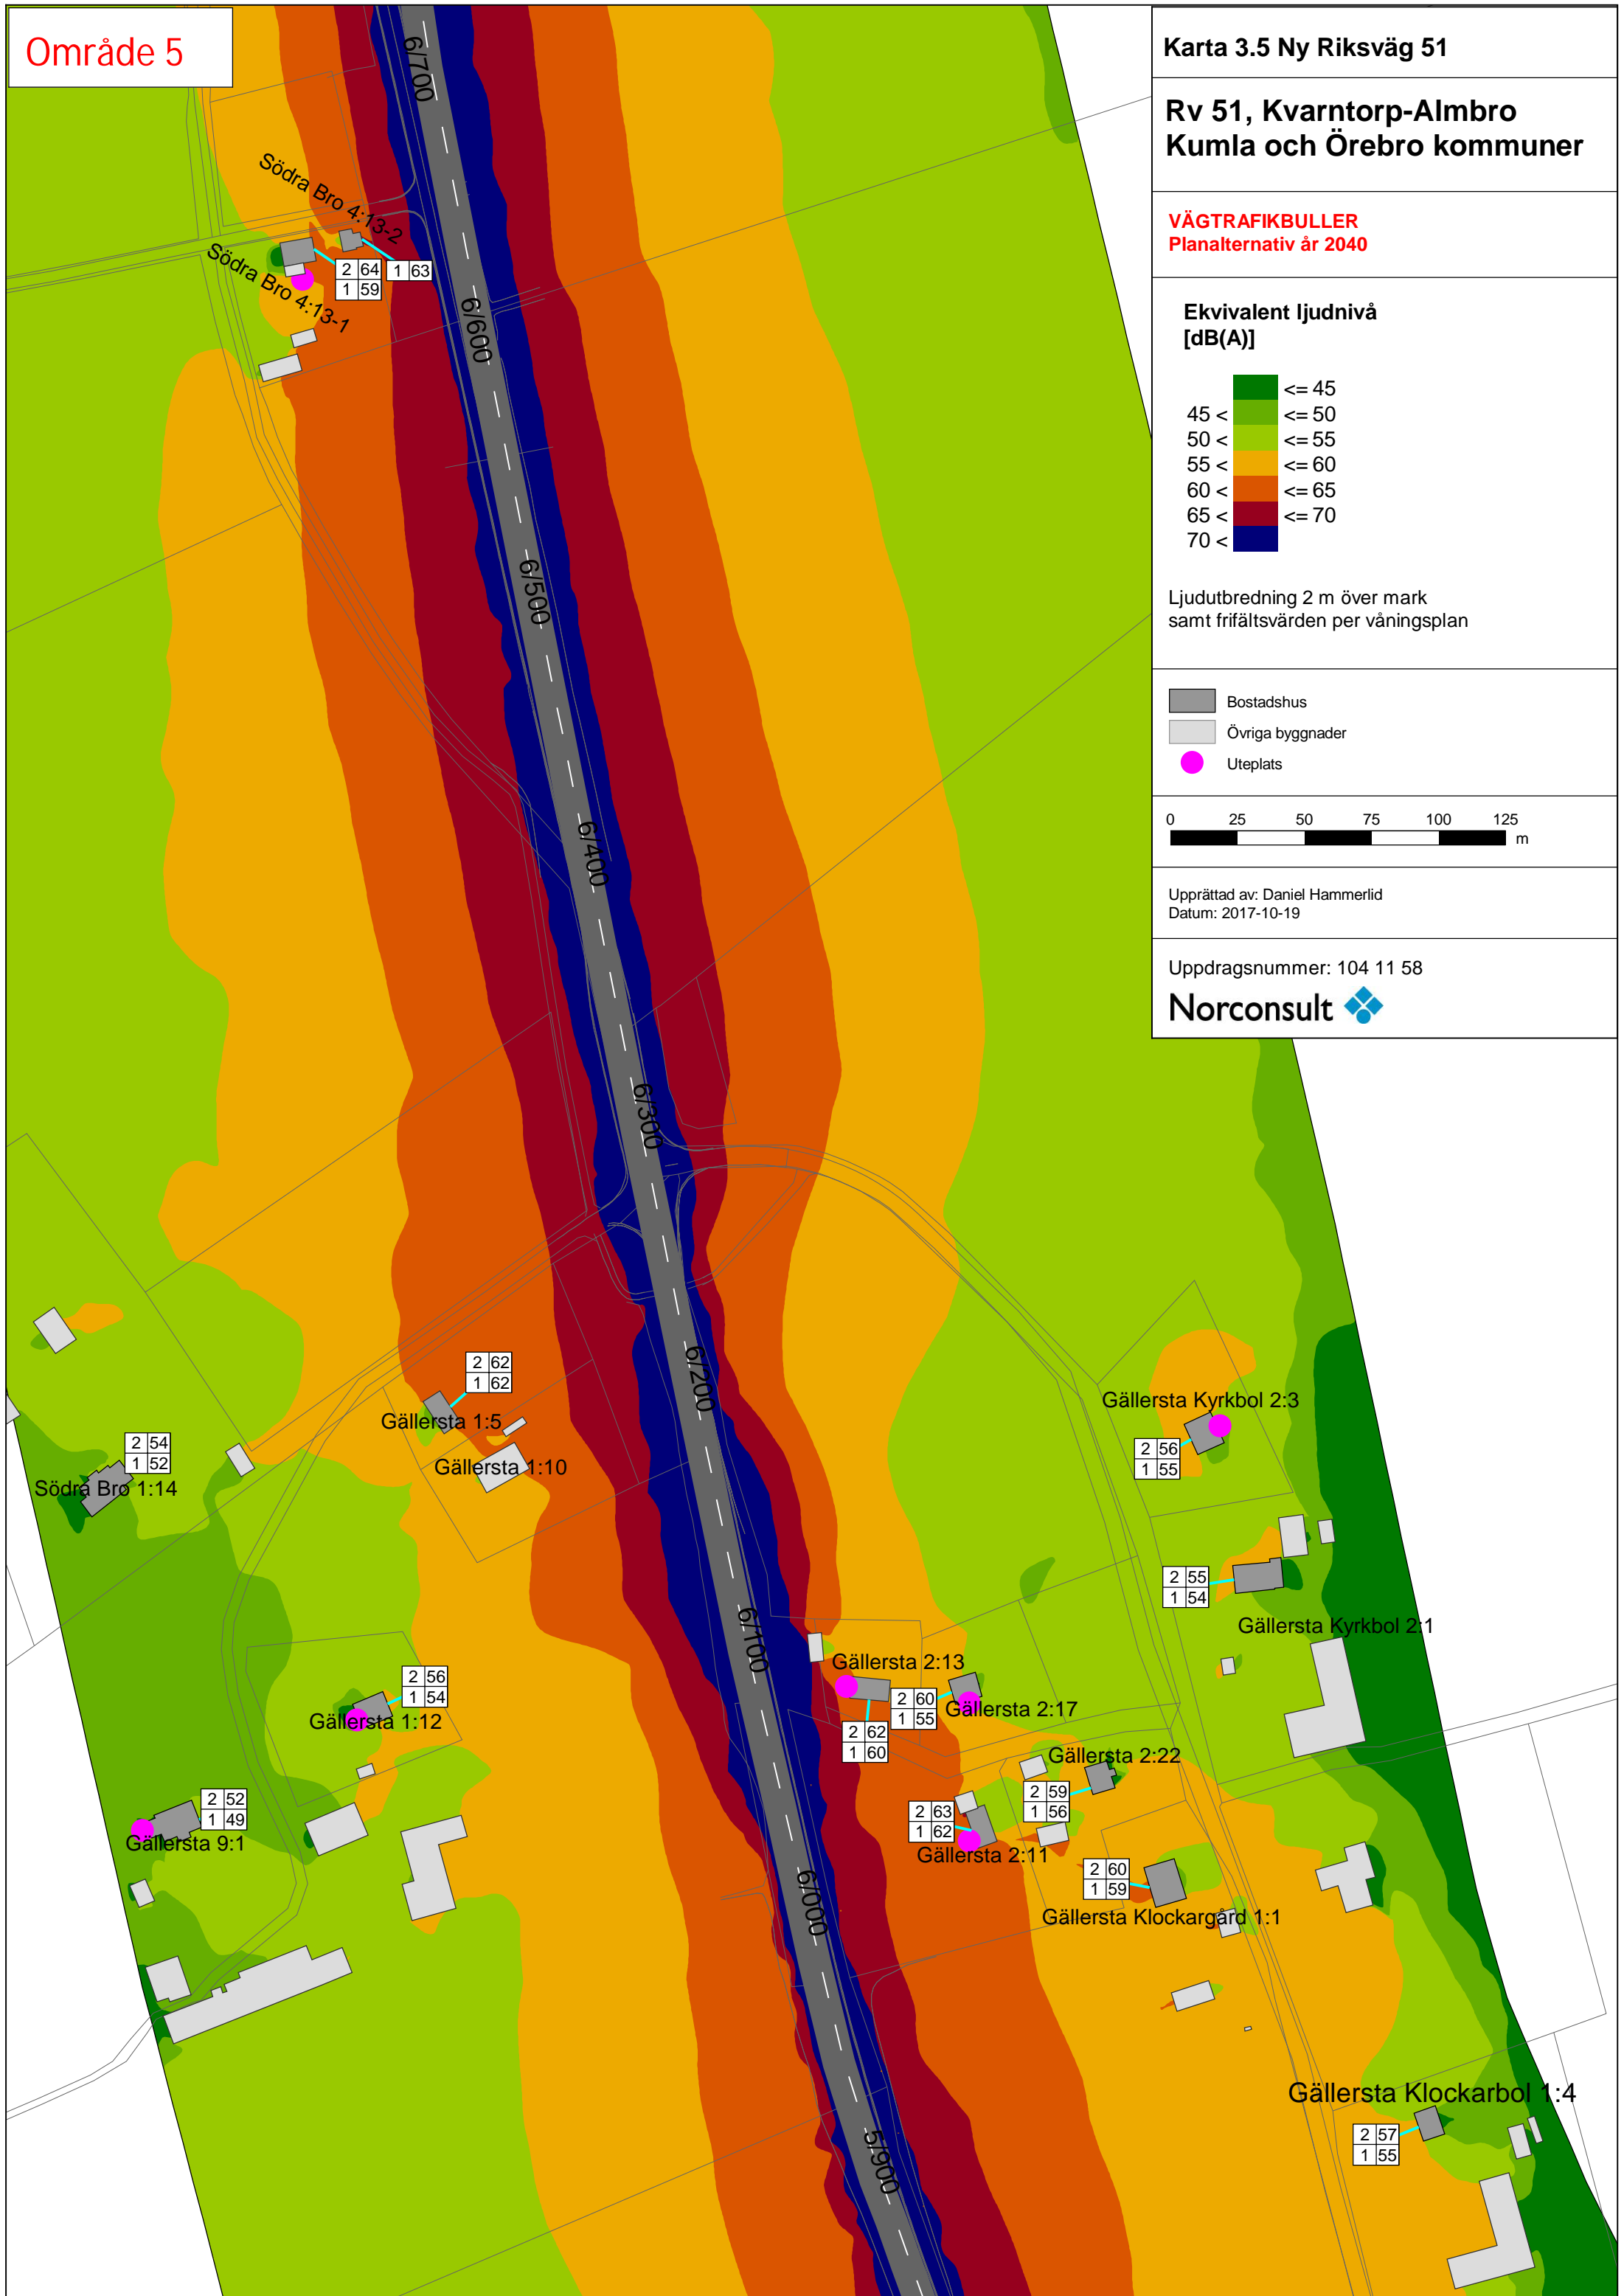 Område 5
Karta 3.5 Ny Riksväg 51
Rv 51, Kvarntorp-Almbro
Kumla och Örebro kommuner
VÄGTRAFIKBULLER
Planalternativ år 2040
Ekvivalent ljudnivå
[dB(A)]
<= 45
45 < <= 50
50 < <= 55
55 < <= 60
60 < <= 65
65 < <= 70
70 <
Ljudutbredning 2 m över mark
samt frifältsvärden per våningsplan
Bostadshus
Övriga byggnader
Uteplats
0 25 50 75 100 125
m
Upprättad av: Daniel Hammerlid
Datum: 2017-10-19
Uppdragsnummer: 104 11 58
Norconsult
6/700
Södra Bro 4:13-2
1 63
Södra Bro 4:13-1
2 64
1 59
6/600
6/500
6/400
6/300
6/200
2 62
1 62
Gällersta 1:5
Gällersta 1:10
2 54
1 52
Södra Bro 1:14
Gällersta Kyrkbol 2:3
2 56
1 55
2 55
1 54
Gällersta Kyrkbol 2:1
6/100
2 56
1 54
Gällersta 1:12
Gällersta 2:13
2 62
1 60
2 60
1 55
Gällersta 2:17
Gällersta 2:22
2 59
1 56
2 52
1 49
Gällersta 9:1
2 63
1 62
Gällersta 2:11
2 60
1 59
Gällersta Klockargård 1:1
6/000
Gällersta Klockarbol 1:4
2 57
1 55
5/900